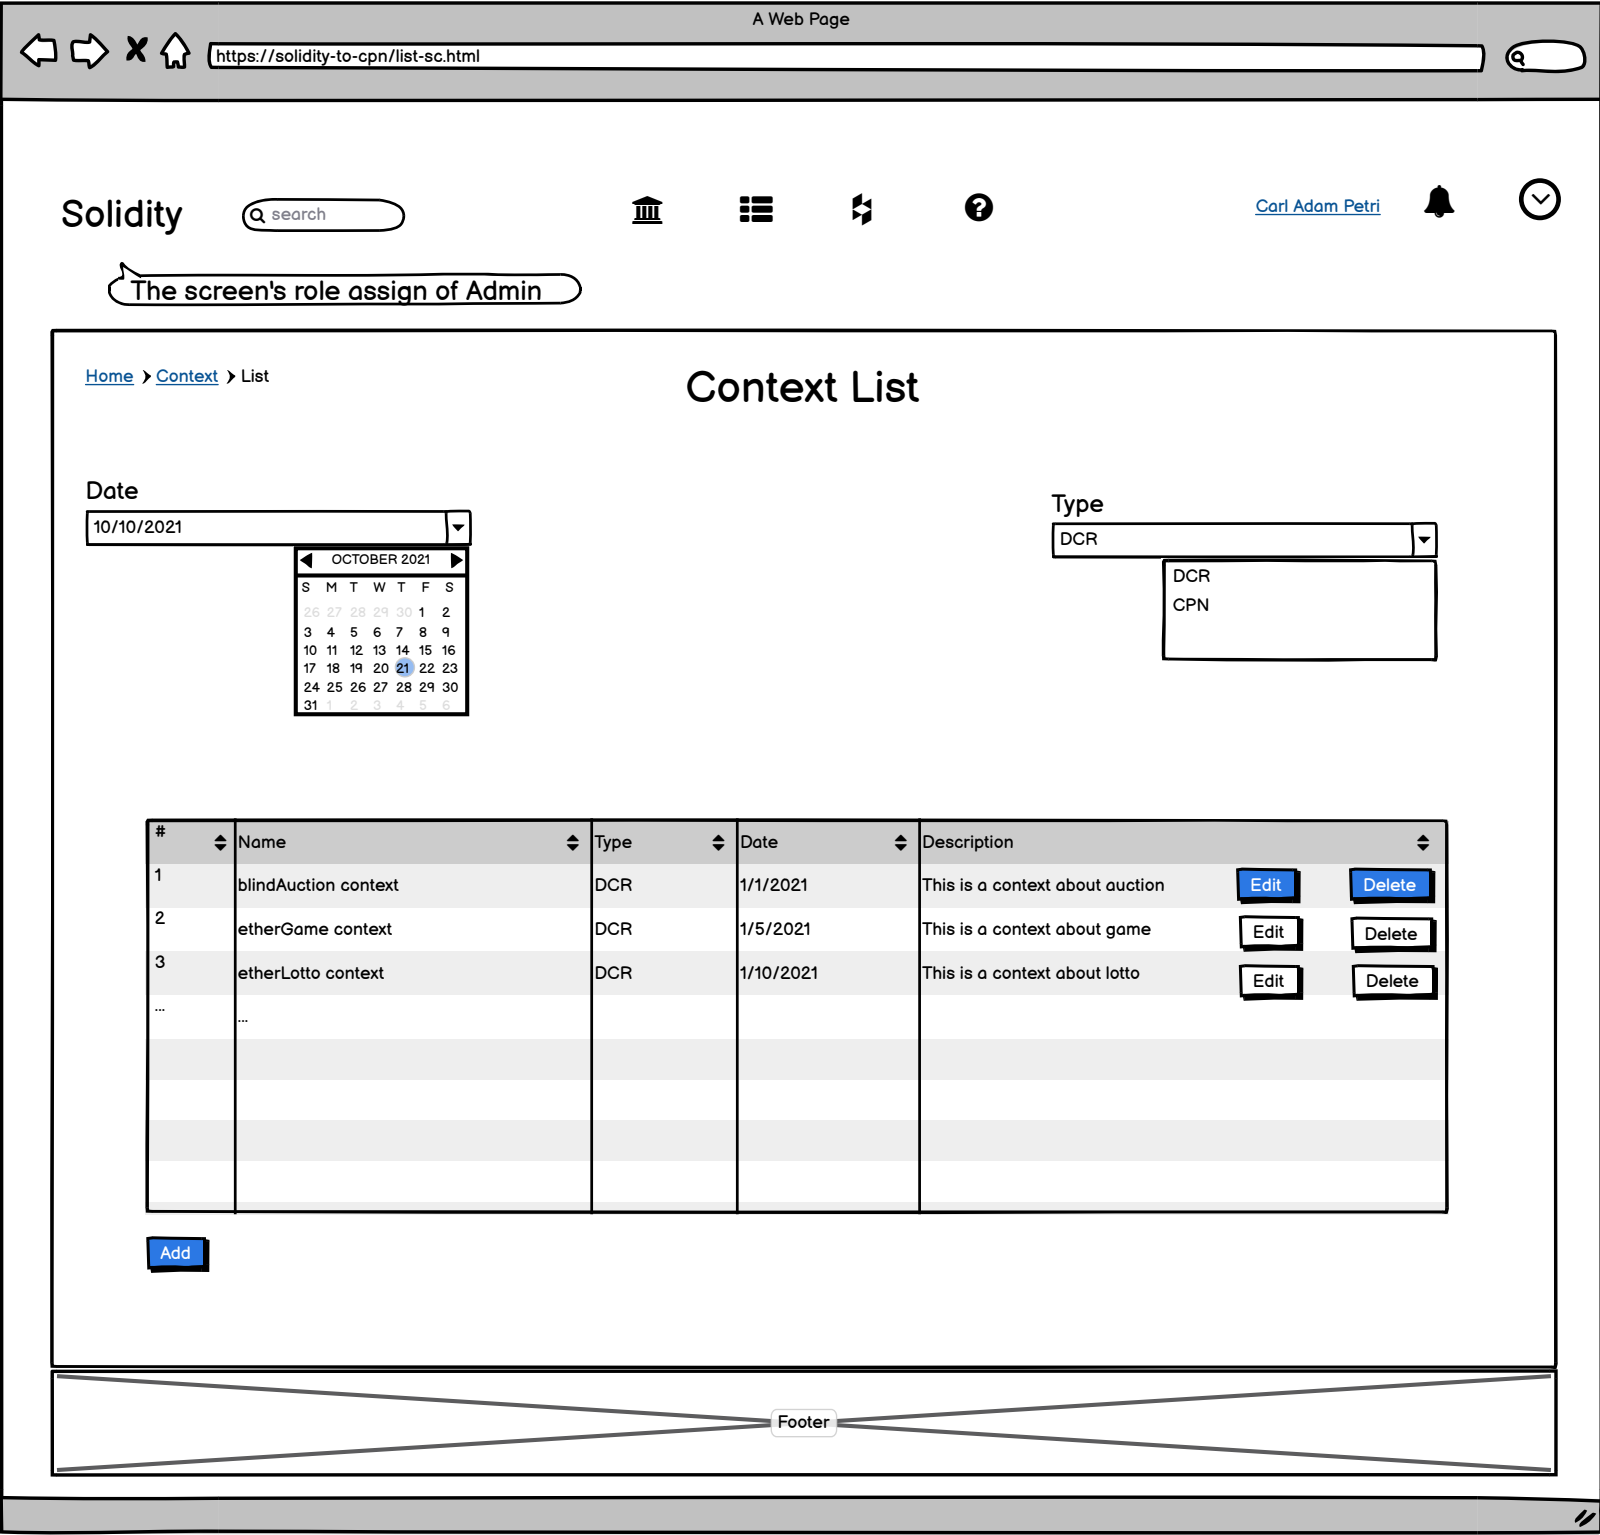 A Web Page
https://solidity-to-cpn/list-sc.html
Solidity
search
Carl Adam Petri
The screen's role assign of Admin
Home Context List
Context List
Date
10/10/2021
Type
DCR
DCR
CPN
OCTOBER 2021
S M T W T F S
26 27 28 29 30 1 2
3 4 5 6 7 8 9
10 11 12 13 14 15 16
17 18 19 20 21 22 23
24 25 26 27 28 29 30
31 1 2 3 4 5 6
# Name Type Date Description
1 blindAuction context DCR 1/1/2021 This is a context about auction Edit Delete
2 etherGame context DCR 1/5/2021 This is a context about game Edit Delete
3 etherLotto context DCR 1/10/2021 This is a context about lotto Edit Delete
... ...
Add
Footer